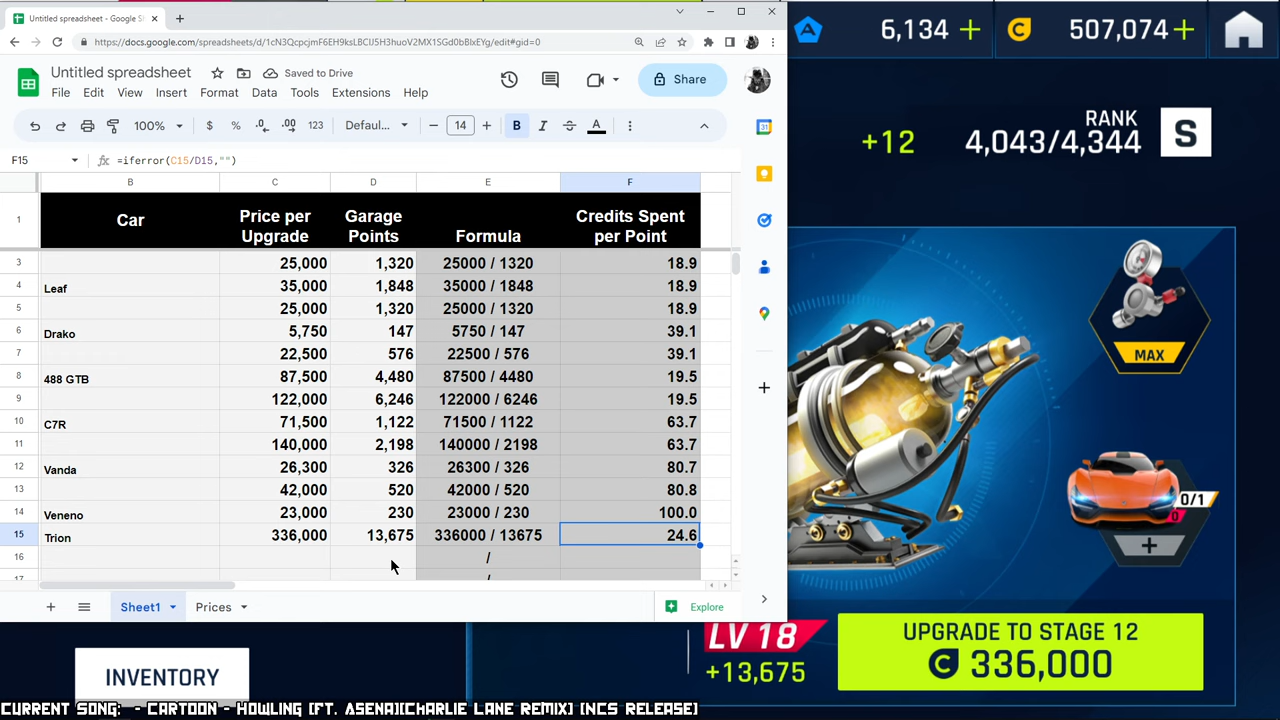 Untitled spreadsheet - Google S
https://docs.google.com/spreadsheets/d/1cN3QcpcjmF6EH9ksLBCIJ5H3huoV2MX1SGd0bBlxEYg/edit#gid=0
Untitled spreadsheet
Saved to Drive
File Edit View Insert Format Data Tools Extensions Help
Share
100% $ % .0 .00 123 Defaul... 14 B I A
F15 fx =iferror(C15/D15,"")
B C D E F
1 Car Price per Upgrade Garage Points Formula Credits Spent per Point
3 25,000 1,320 25000 / 1320 18.9
4 Leaf 35,000 1,848 35000 / 1848 18.9
5 25,000 1,320 25000 / 1320 18.9
6 Drako 5,750 147 5750 / 147 39.1
7 22,500 576 22500 / 576 39.1
8 488 GTB 87,500 4,480 87500 / 4480 19.5
9 122,000 6,246 122000 / 6246 19.5
10 C7R 71,500 1,122 71500 / 1122 63.7
11 140,000 2,198 140000 / 2198 63.7
12 Vanda 26,300 326 26300 / 326 80.7
13 42,000 520 42000 / 520 80.8
14 Veneno 23,000 230 23000 / 230 100.0
15 Trion 336,000 13,675 336000 / 13675 24.6
16 /
17 /
Sheet1 Prices Explore
6,134 +
507,074 +
RANK
+12 4,043/4,344 S
MAX
0/1
0
LV 18
+13,675
UPGRADE TO STAGE 12
336,000
INVENTORY
CURRENT SONG: - CARTOON - HOWLING [FT. ASENA][CHARLIE LANE REMIX] [NCS RELEASE]